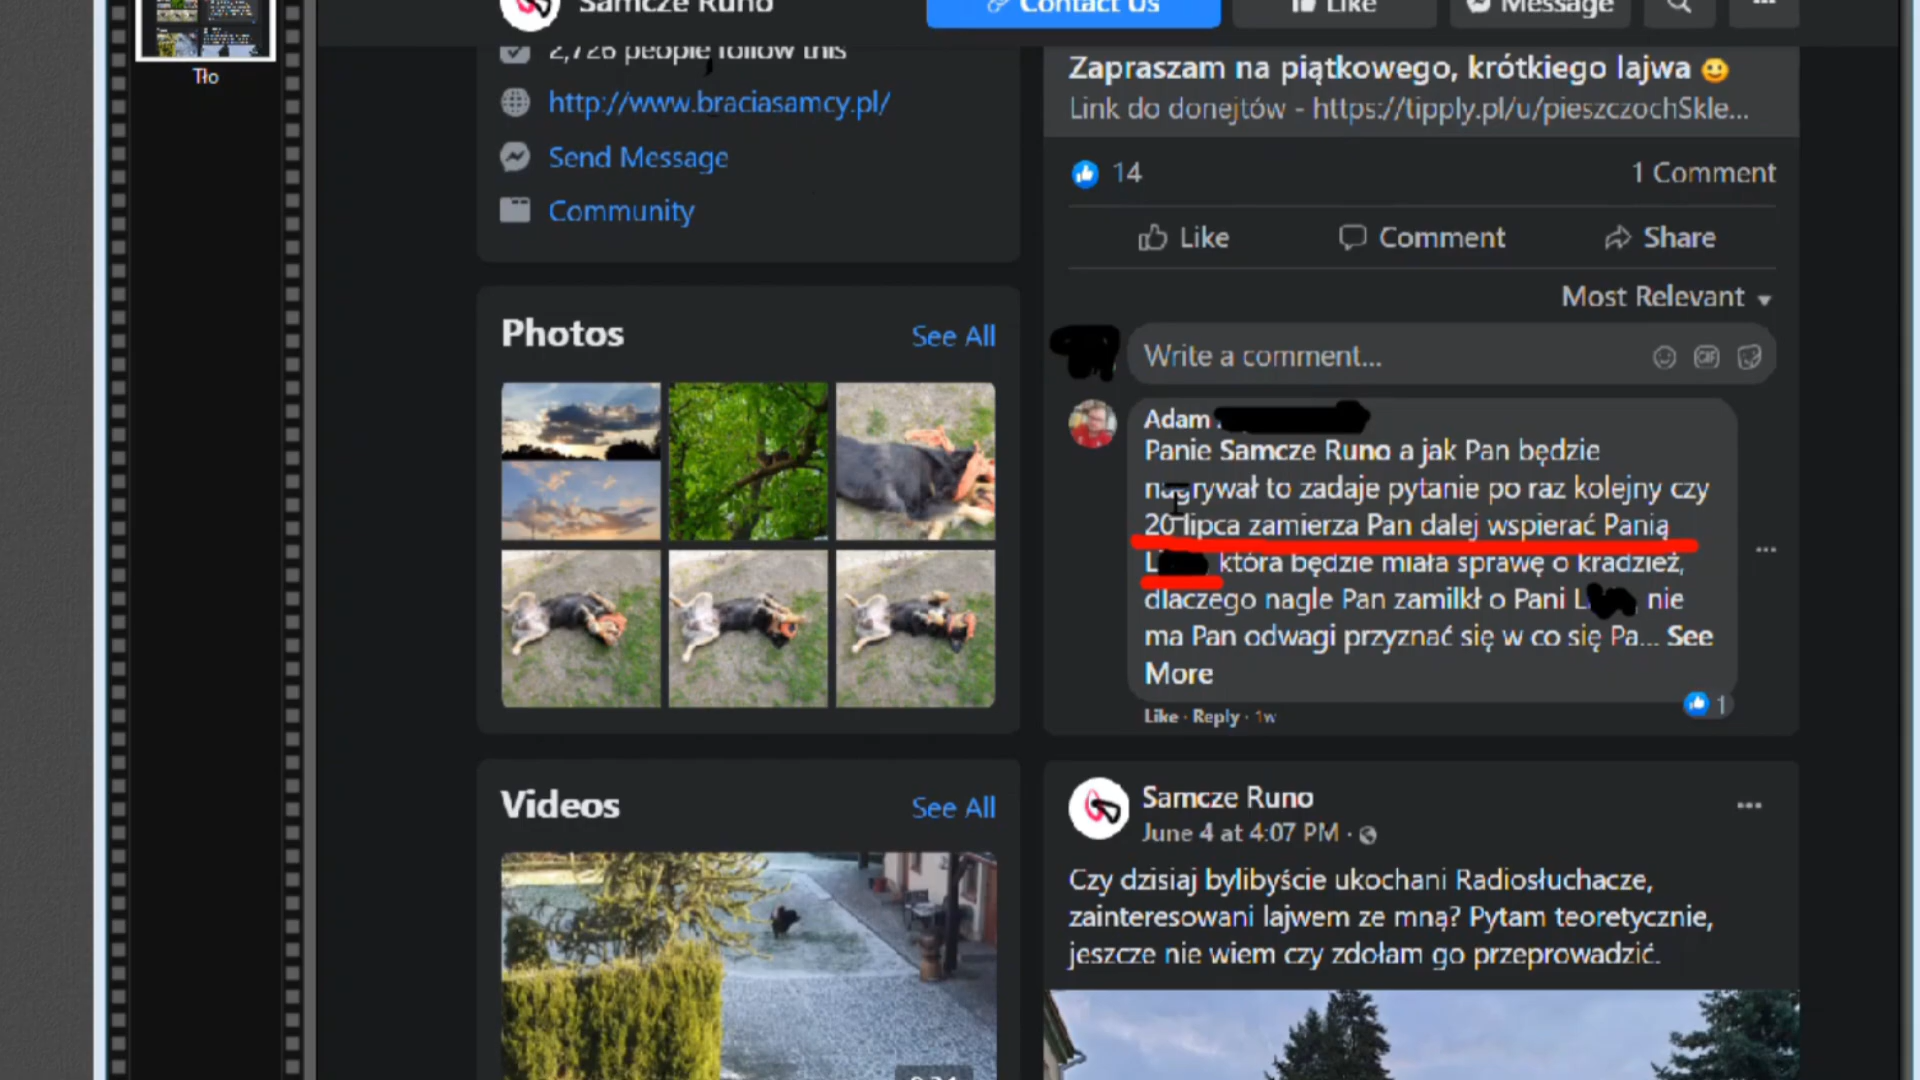 Samcze Runo
Contact Us
Like
Message
Tło
2,726 people follow this
http://www.braciasamcy.pl/
Send Message
Community
Photos
See All
Videos
See All
Zapraszam na piątkowego, krótkiego lajwa
Link do donejtów - https://tipply.pl/u/pieszczochSkle...
14
1 Comment
Like
Comment
Share
Most Relevant
Write a comment...
GIF
Adam
Panie Samcze Runo a jak Pan będzie
nagrywał to zadaje pytanie po raz kolejny czy
20 lipca zamierza Pan dalej wspierać Panią
L która będzie miała sprawę o kradzież,
dlaczego nagle Pan zamilkł o Pani L nie
ma Pan odwagi przyznać się w co się Pa... See
More
Like · Reply · 1w
1
Samcze Runo
June 4 at 4:07 PM ·
Czy dzisiaj bylibyście ukochani Radiosłuchacze,
zainteresowani lajwem ze mną? Pytam teoretycznie,
jeszcze nie wiem czy zdołam go przeprowadzić.